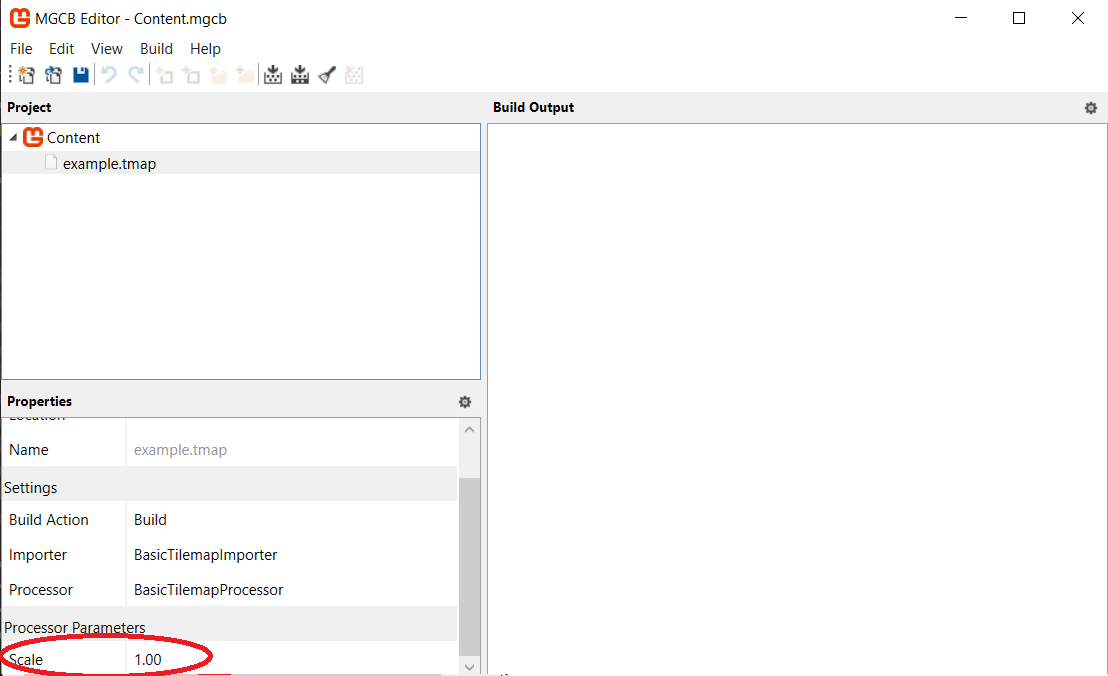 MGCB Editor - Content.mgcb
File Edit View Build Help
Project
Content
example.tmap
Properties
Location
Name example.tmap
Settings
Build Action Build
Importer BasicTilemapImporter
Processor BasicTilemapProcessor
Processor Parameters
Scale 1.00
Build Output